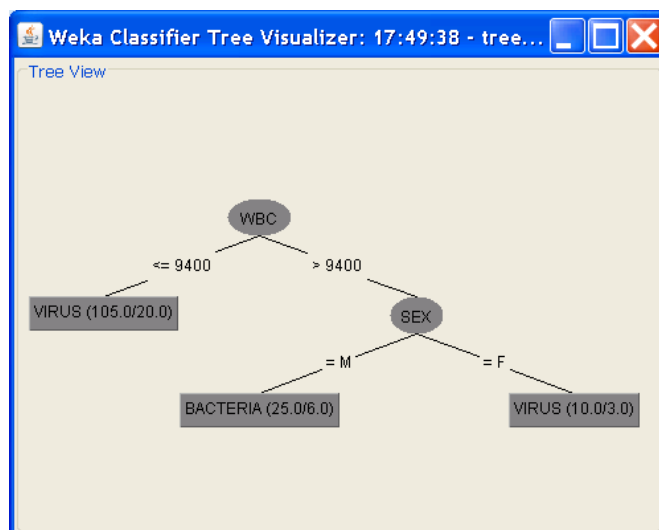 Weka Classifier Tree Visualizer: 17:49:38 - tree...
Tree View
WBC
<= 9400
> 9400
VIRUS (105.0/20.0)
SEX
= M
= F
BACTERIA (25.0/6.0)
VIRUS (10.0/3.0)